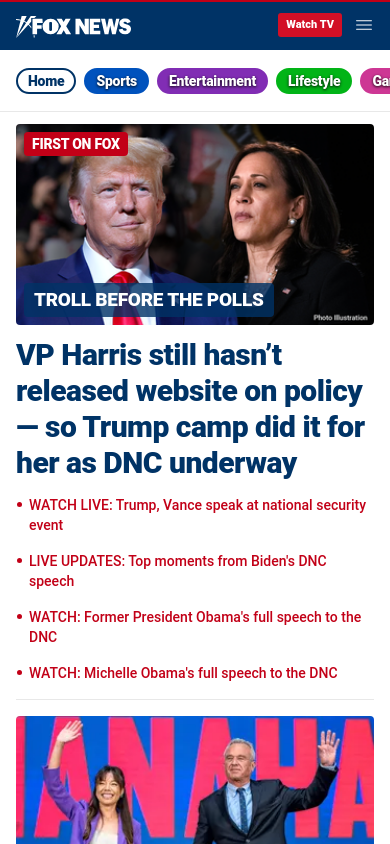 FOX NEWS
Watch TV
Home
Sports
Entertainment
Lifestyle
Ga
FIRST ON FOX
TROLL BEFORE THE POLLS
Photo Illustration
VP Harris still hasn’t
released website on policy
— so Trump camp did it for
her as DNC underway
• WATCH LIVE: Trump, Vance speak at national security
event
• LIVE UPDATES: Top moments from Biden's DNC
speech
• WATCH: Former President Obama's full speech to the
DNC
• WATCH: Michelle Obama's full speech to the DNC
ANAHA